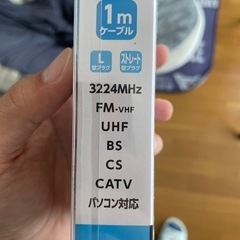 1m
ケーブル
L
型プラグ
ストレート
型プラグ
3224MHz
FM・VHF
UHF
BS
CS
CATV
パソコン対応